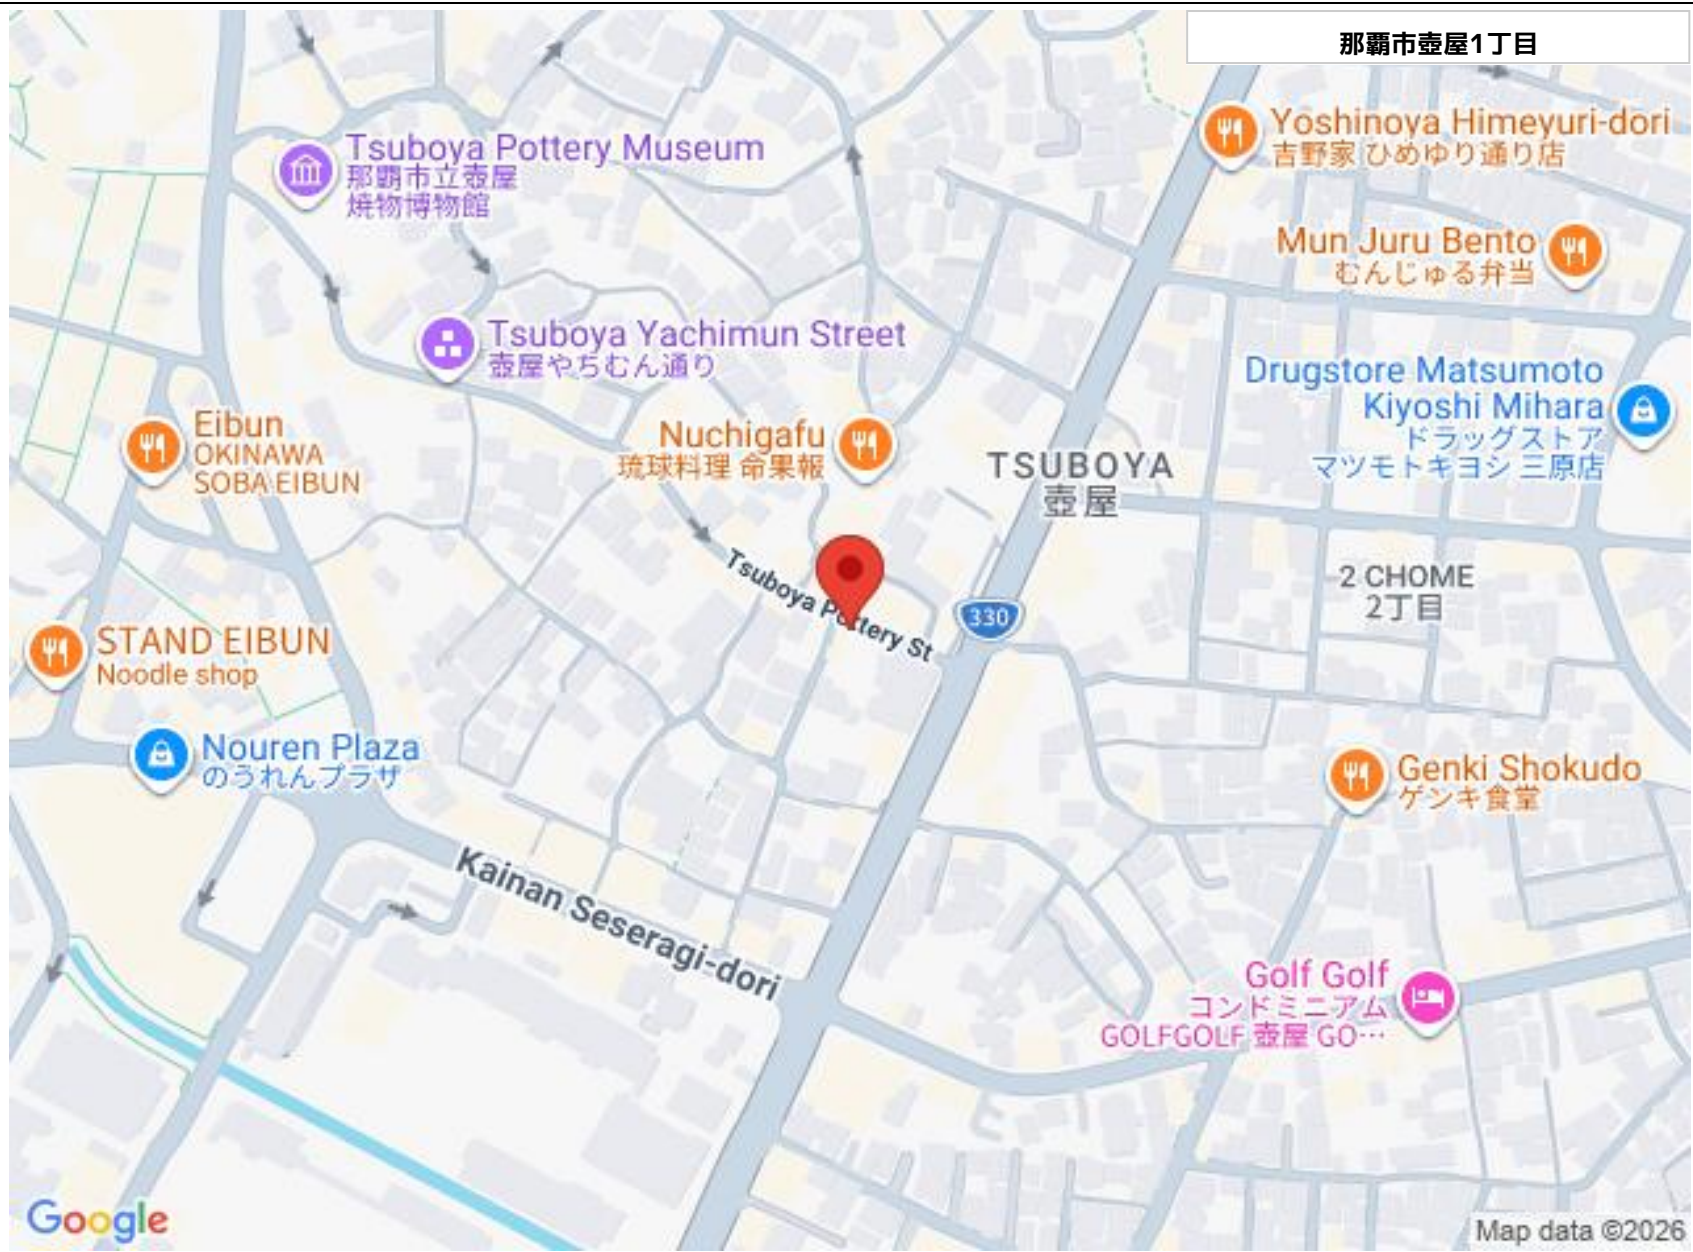 那覇市壺屋1丁目
Yoshinoya Himeyuri-dori
吉野家 ひめゆり通り店
Tsuboya Pottery Museum
那覇市立壺屋
焼物博物館
Mun Juru Bento
むんじゅる弁当
Tsuboya Yachimun Street
壺屋やちむん通り
Drugstore Matsumoto
Kiyoshi Mihara
ドラッグストア
マツモトキヨシ 三原店
Eibun
OKINAWA
SOBA EIBUN
Nuchigafu
琉球料理 命果報
TSUBOYA
壺屋
Tsuboya Pottery St
330
2 CHOME
2丁目
STAND EIBUN
Noodle shop
Nouren Plaza
のうれんプラザ
Genki Shokudo
ゲンキ食堂
Kainan Seseragi-dori
Golf Golf
コンドミニアム
GOLFGOLF 壺屋 GO…
Google
Map data ©2026